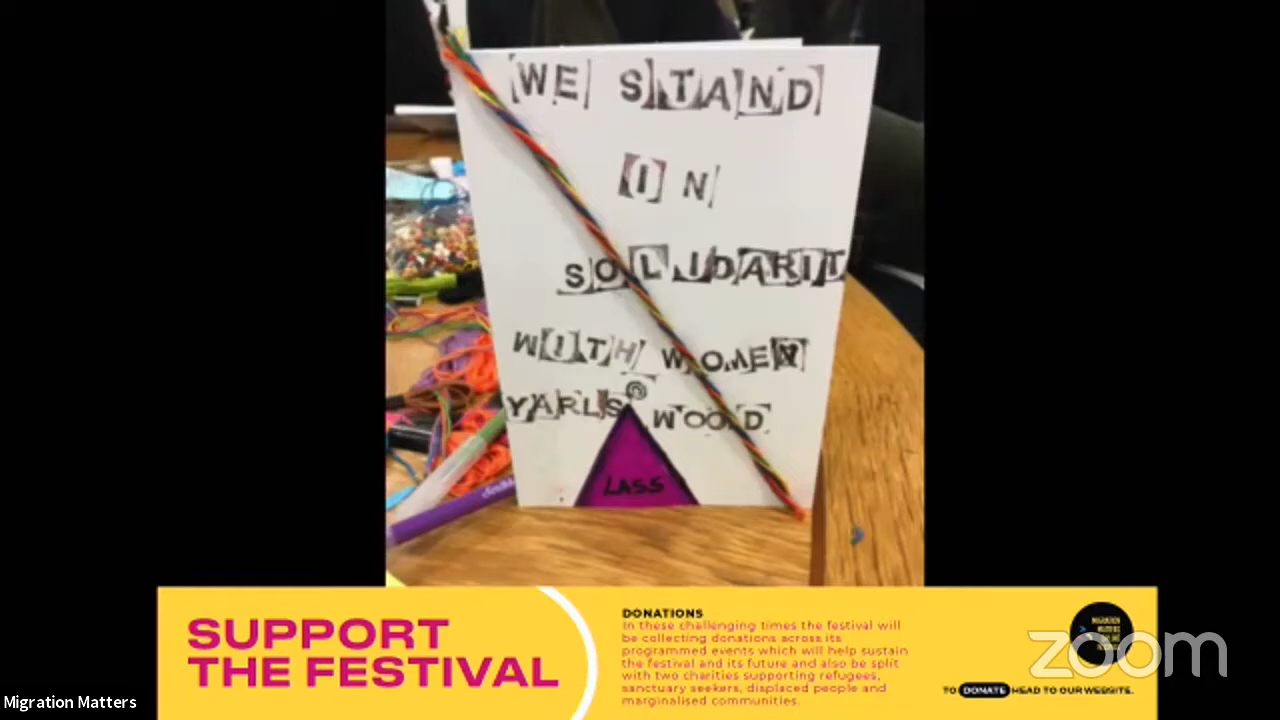 WE STAND
IN
SOLIDARIT
WITH WOMEN
@
YARLS WOOD
LASS
SUPPORT
THE FESTIVAL
DONATIONS
In these challenging times the festival will
be collecting donations across its
programmed events which will help sustain
the festival and its future and also be split
with two charities supporting refugees,
sanctuary seekers, displaced people and
marginalised communities.
MIGRATION
MATTERS
zoom
TO DONATE HEAD TO OUR WEBSITE.
Migration Matters